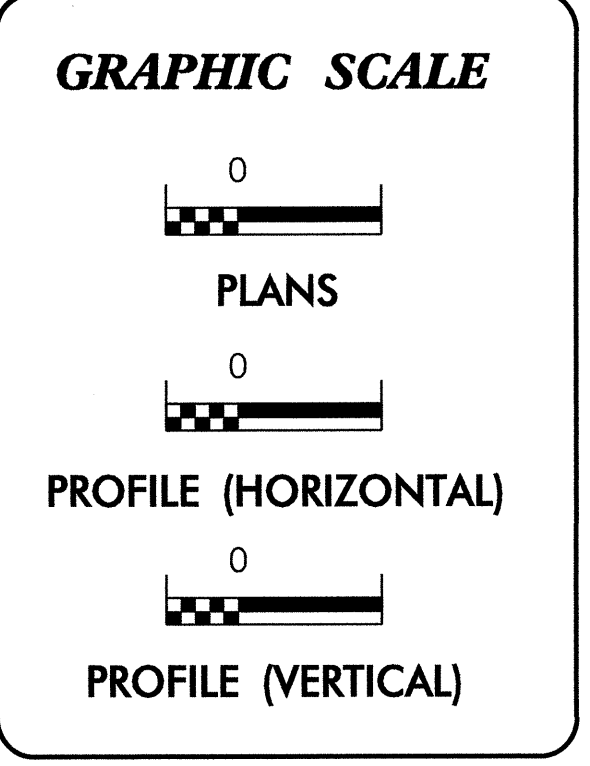 GRAPHIC SCALE
0
PLANS
0
PROFILE (HORIZONTAL)
0
PROFILE (VERTICAL)